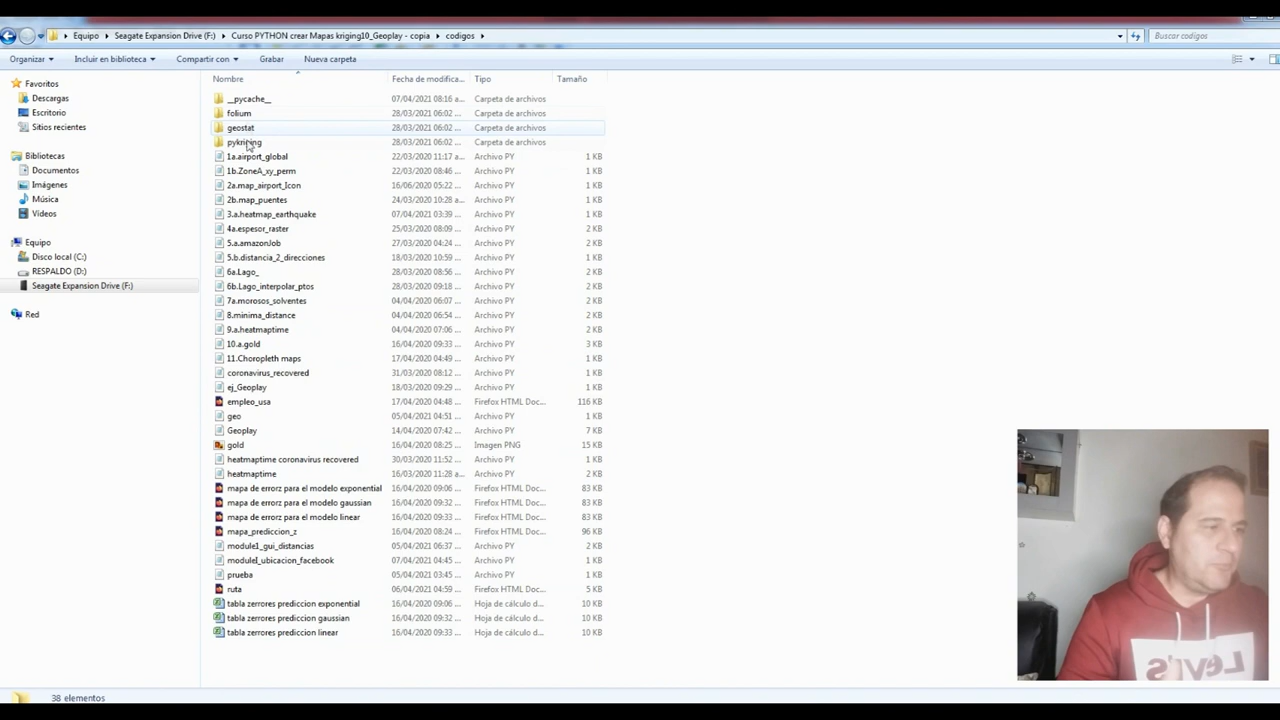 Equipo
Seagate Expansion Drive (F:)
Curso PYTHON crear Mapas kriging10_Geoplay - copia
codigos
Buscar codigos
Organizar
Incluir en biblioteca
Compartir con
Grabar
Nueva carpeta
Favoritos
Descargas
Escritorio
Sitios recientes
Bibliotecas
Documentos
Imágenes
Música
Vídeos
Equipo
Disco local (C:)
RESPALDO (D:)
Seagate Expansion Drive (F:)
Red
Nombre Fecha de modifica... Tipo Tamaño
__pycache__ 07/04/2021 08:16 a... Carpeta de archivos
folium 28/03/2021 06:02 ... Carpeta de archivos
geostat 28/03/2021 06:02 ... Carpeta de archivos
pykriging 28/03/2021 06:02 ... Carpeta de archivos
1a.airport_global 22/03/2020 11:17 a... Archivo PY 1 KB
1b.ZoneA_xy_perm 22/03/2020 08:46 ... Archivo PY 1 KB
2a.map_airport_Icon 16/06/2020 05:22 ... Archivo PY 1 KB
2b.map_puentes 24/03/2020 10:28 a... Archivo PY 1 KB
3.a.heatmap_earthquake 07/04/2021 03:39 ... Archivo PY 1 KB
4a.espesor_raster 25/03/2020 08:09 ... Archivo PY 2 KB
5.a.amazonJob 27/03/2020 04:24 ... Archivo PY 2 KB
5.b.distancia_2_direcciones 18/03/2020 10:59 ... Archivo PY 2 KB
6a.Lago_ 28/03/2020 08:56 ... Archivo PY 2 KB
6b.Lago_interpolar_ptos 28/03/2020 09:18 ... Archivo PY 2 KB
7a.morosos_solventes 04/04/2020 06:07 ... Archivo PY 2 KB
8.minima_distance 04/04/2020 06:54 ... Archivo PY 2 KB
9.a.heatmaptime 04/04/2020 07:06 ... Archivo PY 2 KB
10.a.gold 16/04/2020 09:33 ... Archivo PY 3 KB
11.Choropleth maps 17/04/2020 04:49 ... Archivo PY 1 KB
coronavirus_recovered 31/03/2020 08:12 ... Archivo PY 1 KB
ej_Geoplay 18/03/2020 09:29 ... Archivo PY 1 KB
empleo_usa 17/04/2020 04:48 ... Firefox HTML Doc... 116 KB
geo 05/04/2021 04:51 ... Archivo PY 1 KB
Geoplay 14/04/2020 07:42 ... Archivo PY 7 KB
gold 16/04/2020 08:25 ... Imagen PNG 15 KB
heatmaptime coronavirus recovered 30/03/2020 11:52 ... Archivo PY 1 KB
heatmaptime 16/03/2020 11:28 a... Archivo PY 2 KB
mapa de errorz para el modelo exponential 16/04/2020 09:06 ... Firefox HTML Doc... 83 KB
mapa de errorz para el modelo gaussian 16/04/2020 09:32 ... Firefox HTML Doc... 83 KB
mapa de errorz para el modelo linear 16/04/2020 09:33 ... Firefox HTML Doc... 83 KB
mapa_prediccion_z 16/04/2020 08:24 ... Firefox HTML Doc... 96 KB
module1_gui_distancias 05/04/2021 06:37 ... Archivo PY 2 KB
module1_ubicacion_facebook 07/04/2021 04:45 ... Archivo PY 1 KB
prueba 05/04/2021 03:45 ... Archivo PY 1 KB
ruta 06/04/2021 04:59 ... Firefox HTML Doc... 5 KB
tabla zerrores prediccion exponential 16/04/2020 09:06 ... Hoja de cálculo d... 10 KB
tabla zerrores prediccion gaussian 16/04/2020 09:32 ... Hoja de cálculo d... 10 KB
tabla zerrores prediccion linear 16/04/2020 09:33 ... Hoja de cálculo d... 10 KB
38 elementos
Levi's